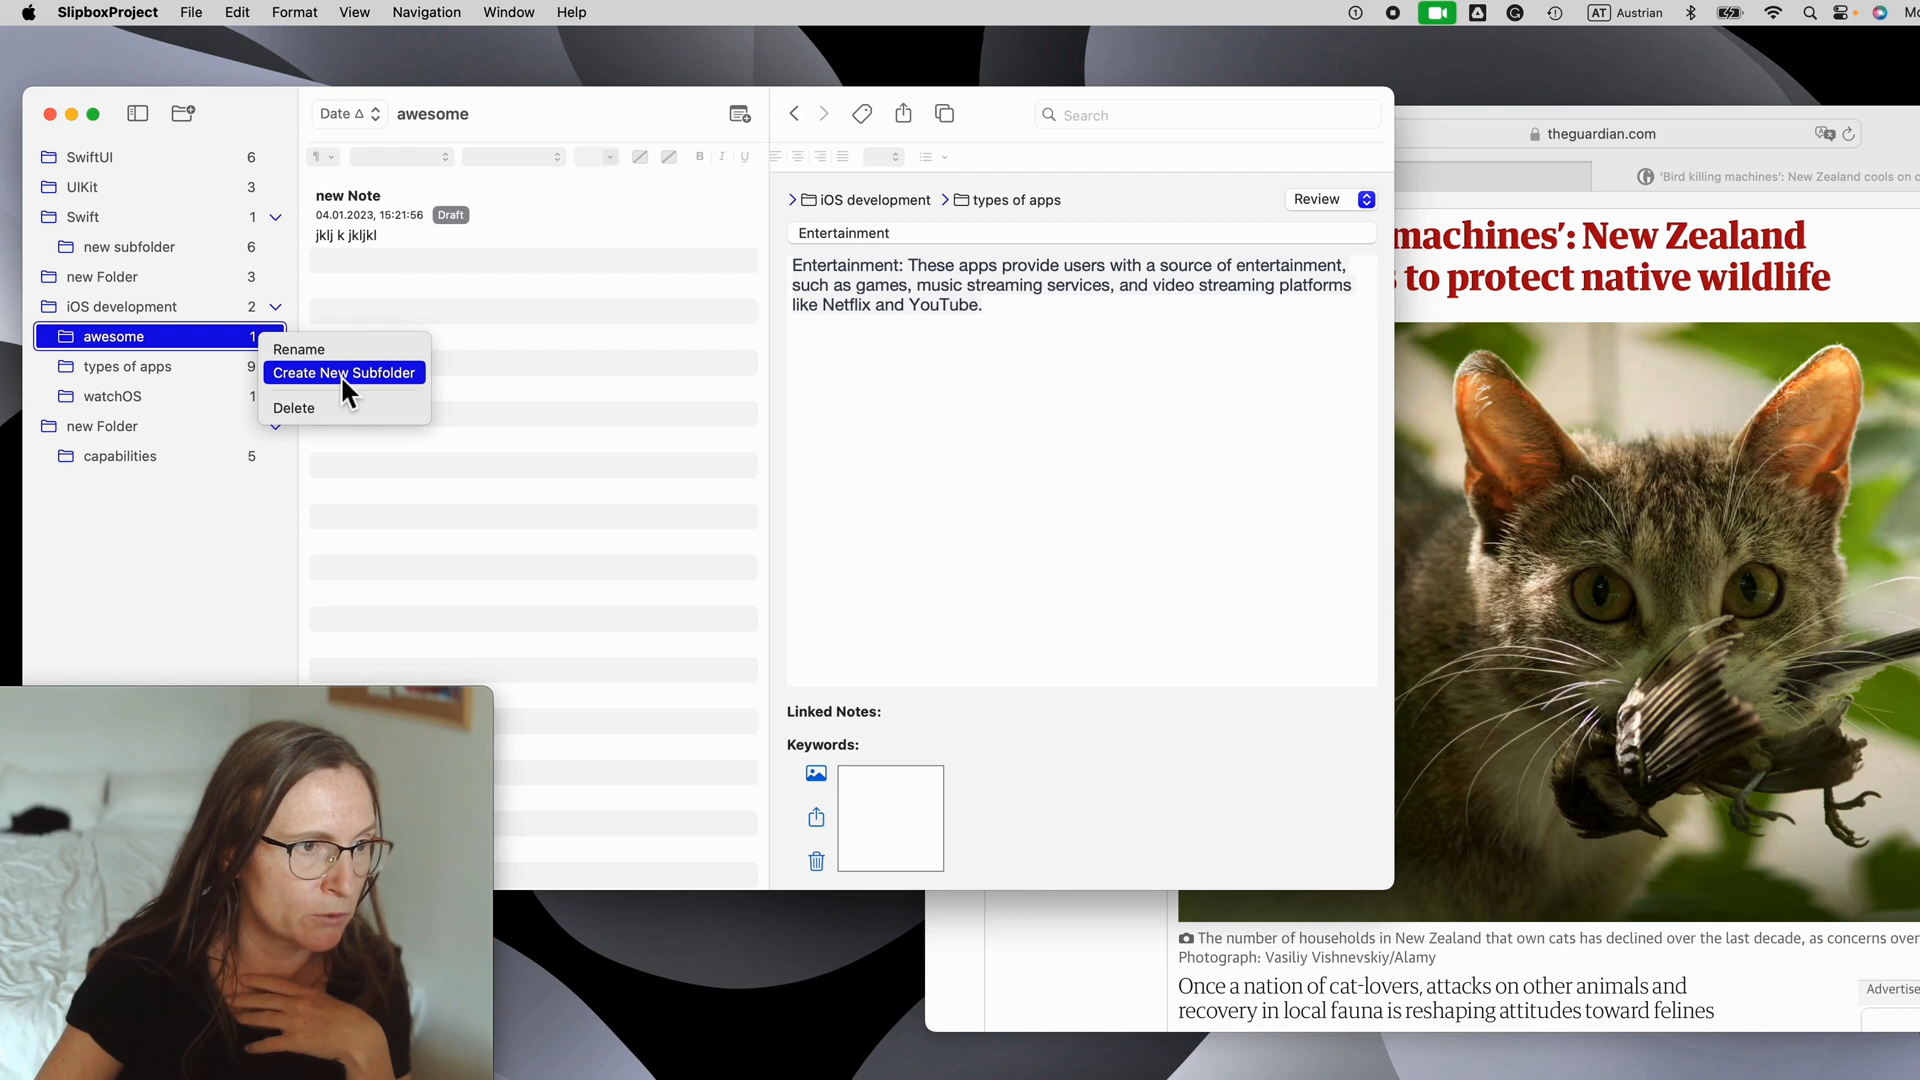 SlipboxProject File Edit Format View Navigation Window Help
AT Austrian
Date awesome
Search
SwiftUI 6
UIKit 3
Swift 1
new subfolder 6
new Folder 3
iOS development 2
awesome 1
types of apps 9
watchOS 1
new Folder
capabilities 5
Rename
Create New Subfolder
Delete
B I U
new Note
04.01.2023, 15:21:56 Draft
jklj k jkljkl
iOS development types of apps
Review
Entertainment
Entertainment: These apps provide users with a source of entertainment,
such as games, music streaming services, and video streaming platforms
like Netflix and YouTube.
Linked Notes:
Keywords:
theguardian.com
'Bird killing machines': New Zealand cools on c
machines’: New Zealand
to protect native wildlife
The number of households in New Zealand that own cats has declined over the last decade, as concerns over
Photograph: Vasiliy Vishnevskiy/Alamy
Once a nation of cat-lovers, attacks on other animals and
recovery in local fauna is reshaping attitudes toward felines
Advertise